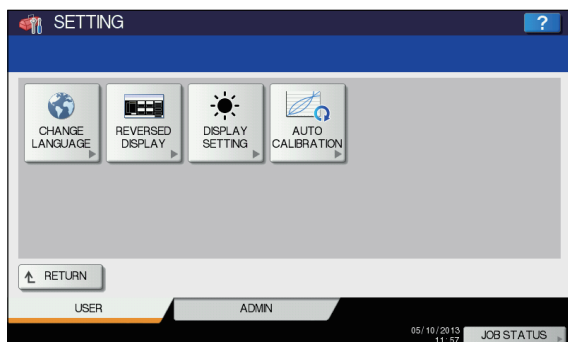 SETTING
?
CHANGE
LANGUAGE
REVERSED
DISPLAY
DISPLAY
SETTING
AUTO
CALIBRATION
RETURN
USER
ADMIN
05/10/2013
11:57
JOB STATUS